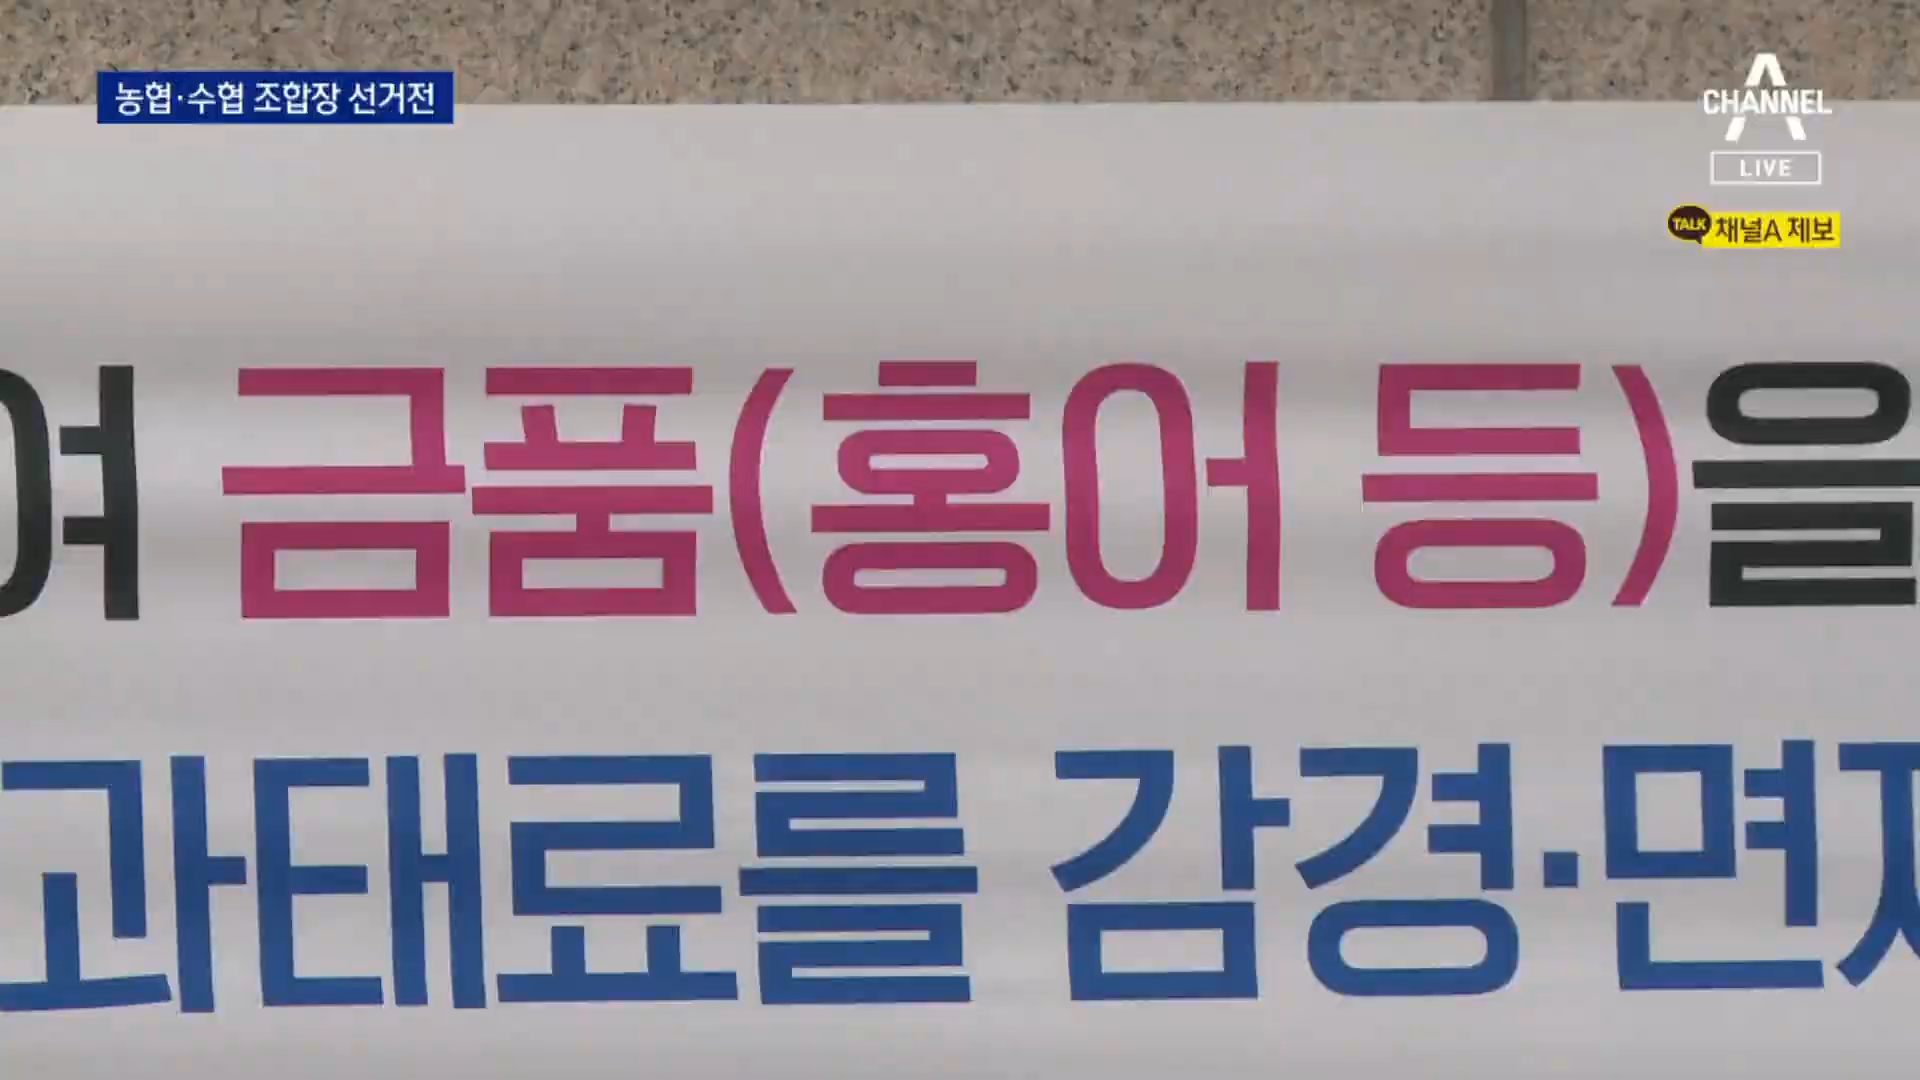 농협·수협 조합장 선거전
CHANNEL A
LIVE
TALK 채널A 제보
여 금품(홍어 등)을
과태료를 감경·면제